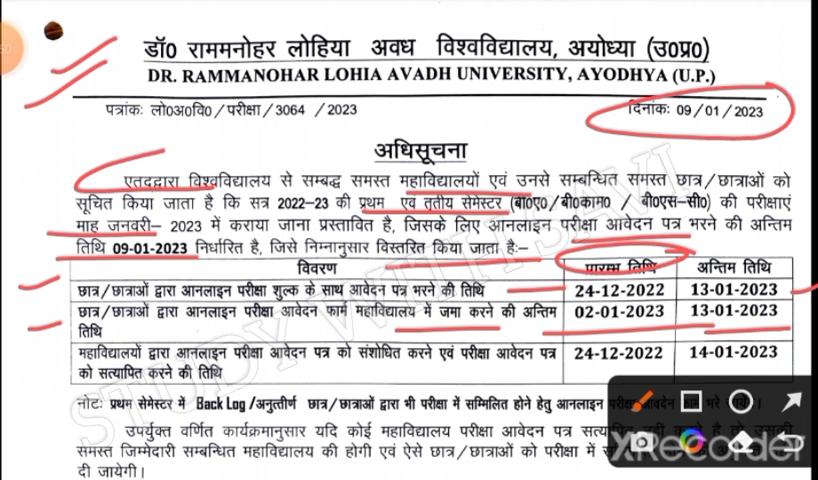 डॉ0 राममनोहर लोहिया अवध विश्वविद्यालय, अयोध्या (उ0प्र0)
DR. RAMMANOHAR LOHIA AVADH UNIVERSITY, AYODHYA (U.P.)
पत्रांकः लो0अ0वि0/परीक्षा/3064 /2023 दिनांकः 09/01/2023
अधिसूचना
एतदद्वारा विश्वविद्यालय से सम्बद्ध समस्त महाविद्यालयों एवं उनसे सम्बन्धित समस्त छात्र/छात्राओं को
सूचित किया जाता है कि सत्र 2022-23 की प्रथम एवं तृतीय सेमेस्टर (बी0ए0/बी0काम0 / बी0एस-सी0) की परीक्षाएं
माह जनवरी- 2023 में कराया जाना प्रस्तावित है, जिसके लिए आनलाइन परीक्षा आवेदन पत्र भरने की अन्तिम
तिथि 09-01-2023 निर्धारित है, जिसे निम्नानुसार विस्तारित किया जाता हैः-
विवरण प्रारम्भ तिथि अन्तिम तिथि
छात्र/छात्राओं द्वारा आनलाइन परीक्षा शुल्क के साथ आवेदन पत्र भरने की तिथि 24-12-2022 13-01-2023
छात्र/छात्राओं द्वारा आनलाइन परीक्षा आवेदन फार्म महाविद्यालय में जमा करने की अन्तिम 02-01-2023 13-01-2023
तिथि
महाविद्यालयों द्वारा आनलाइन परीक्षा आवेदन पत्र को संशोधित करने एवं परीक्षा आवेदन पत्र 24-12-2022 14-01-2023
को सत्यापित करने की तिथि
नोटः प्रथम सेमेस्टर में Back Log /अनुत्तीर्ण छात्र/छात्राओं द्वारा भी परीक्षा में सम्मिलित होने हेतु आनलाइन
उपर्युक्त वर्णित कार्यक्रमानुसार यदि कोई महाविद्यालय परीक्षा आवेदन पत्र
समस्त जिम्मेदारी सम्बन्धित महाविद्यालय की होगी एवं ऐसे छात्र/छात्राओं को परीक्षा में
दी जायेगी।
STUDY WITH SAVI
XRecorder